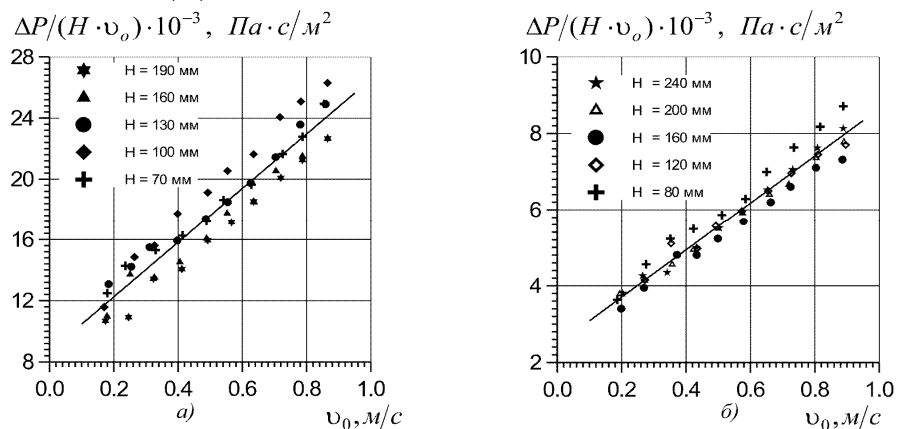 ΔP/(H·υₒ)·10⁻³, Па·с/м²
28
24
20
16
12
8
0.0 0.2 0.4 0.6 0.8 1.0
H = 190 мм
H = 160 мм
H = 130 мм
H = 100 мм
H = 70 мм
а)
υ₀, м/с
ΔP/(H·υₒ)·10⁻³, Па·с/м²
10
8
6
4
2
0.0 0.2 0.4 0.6 0.8 1.0
H = 240 мм
H = 200 мм
H = 160 мм
H = 120 мм
H = 80 мм
б)
υ₀, м/с